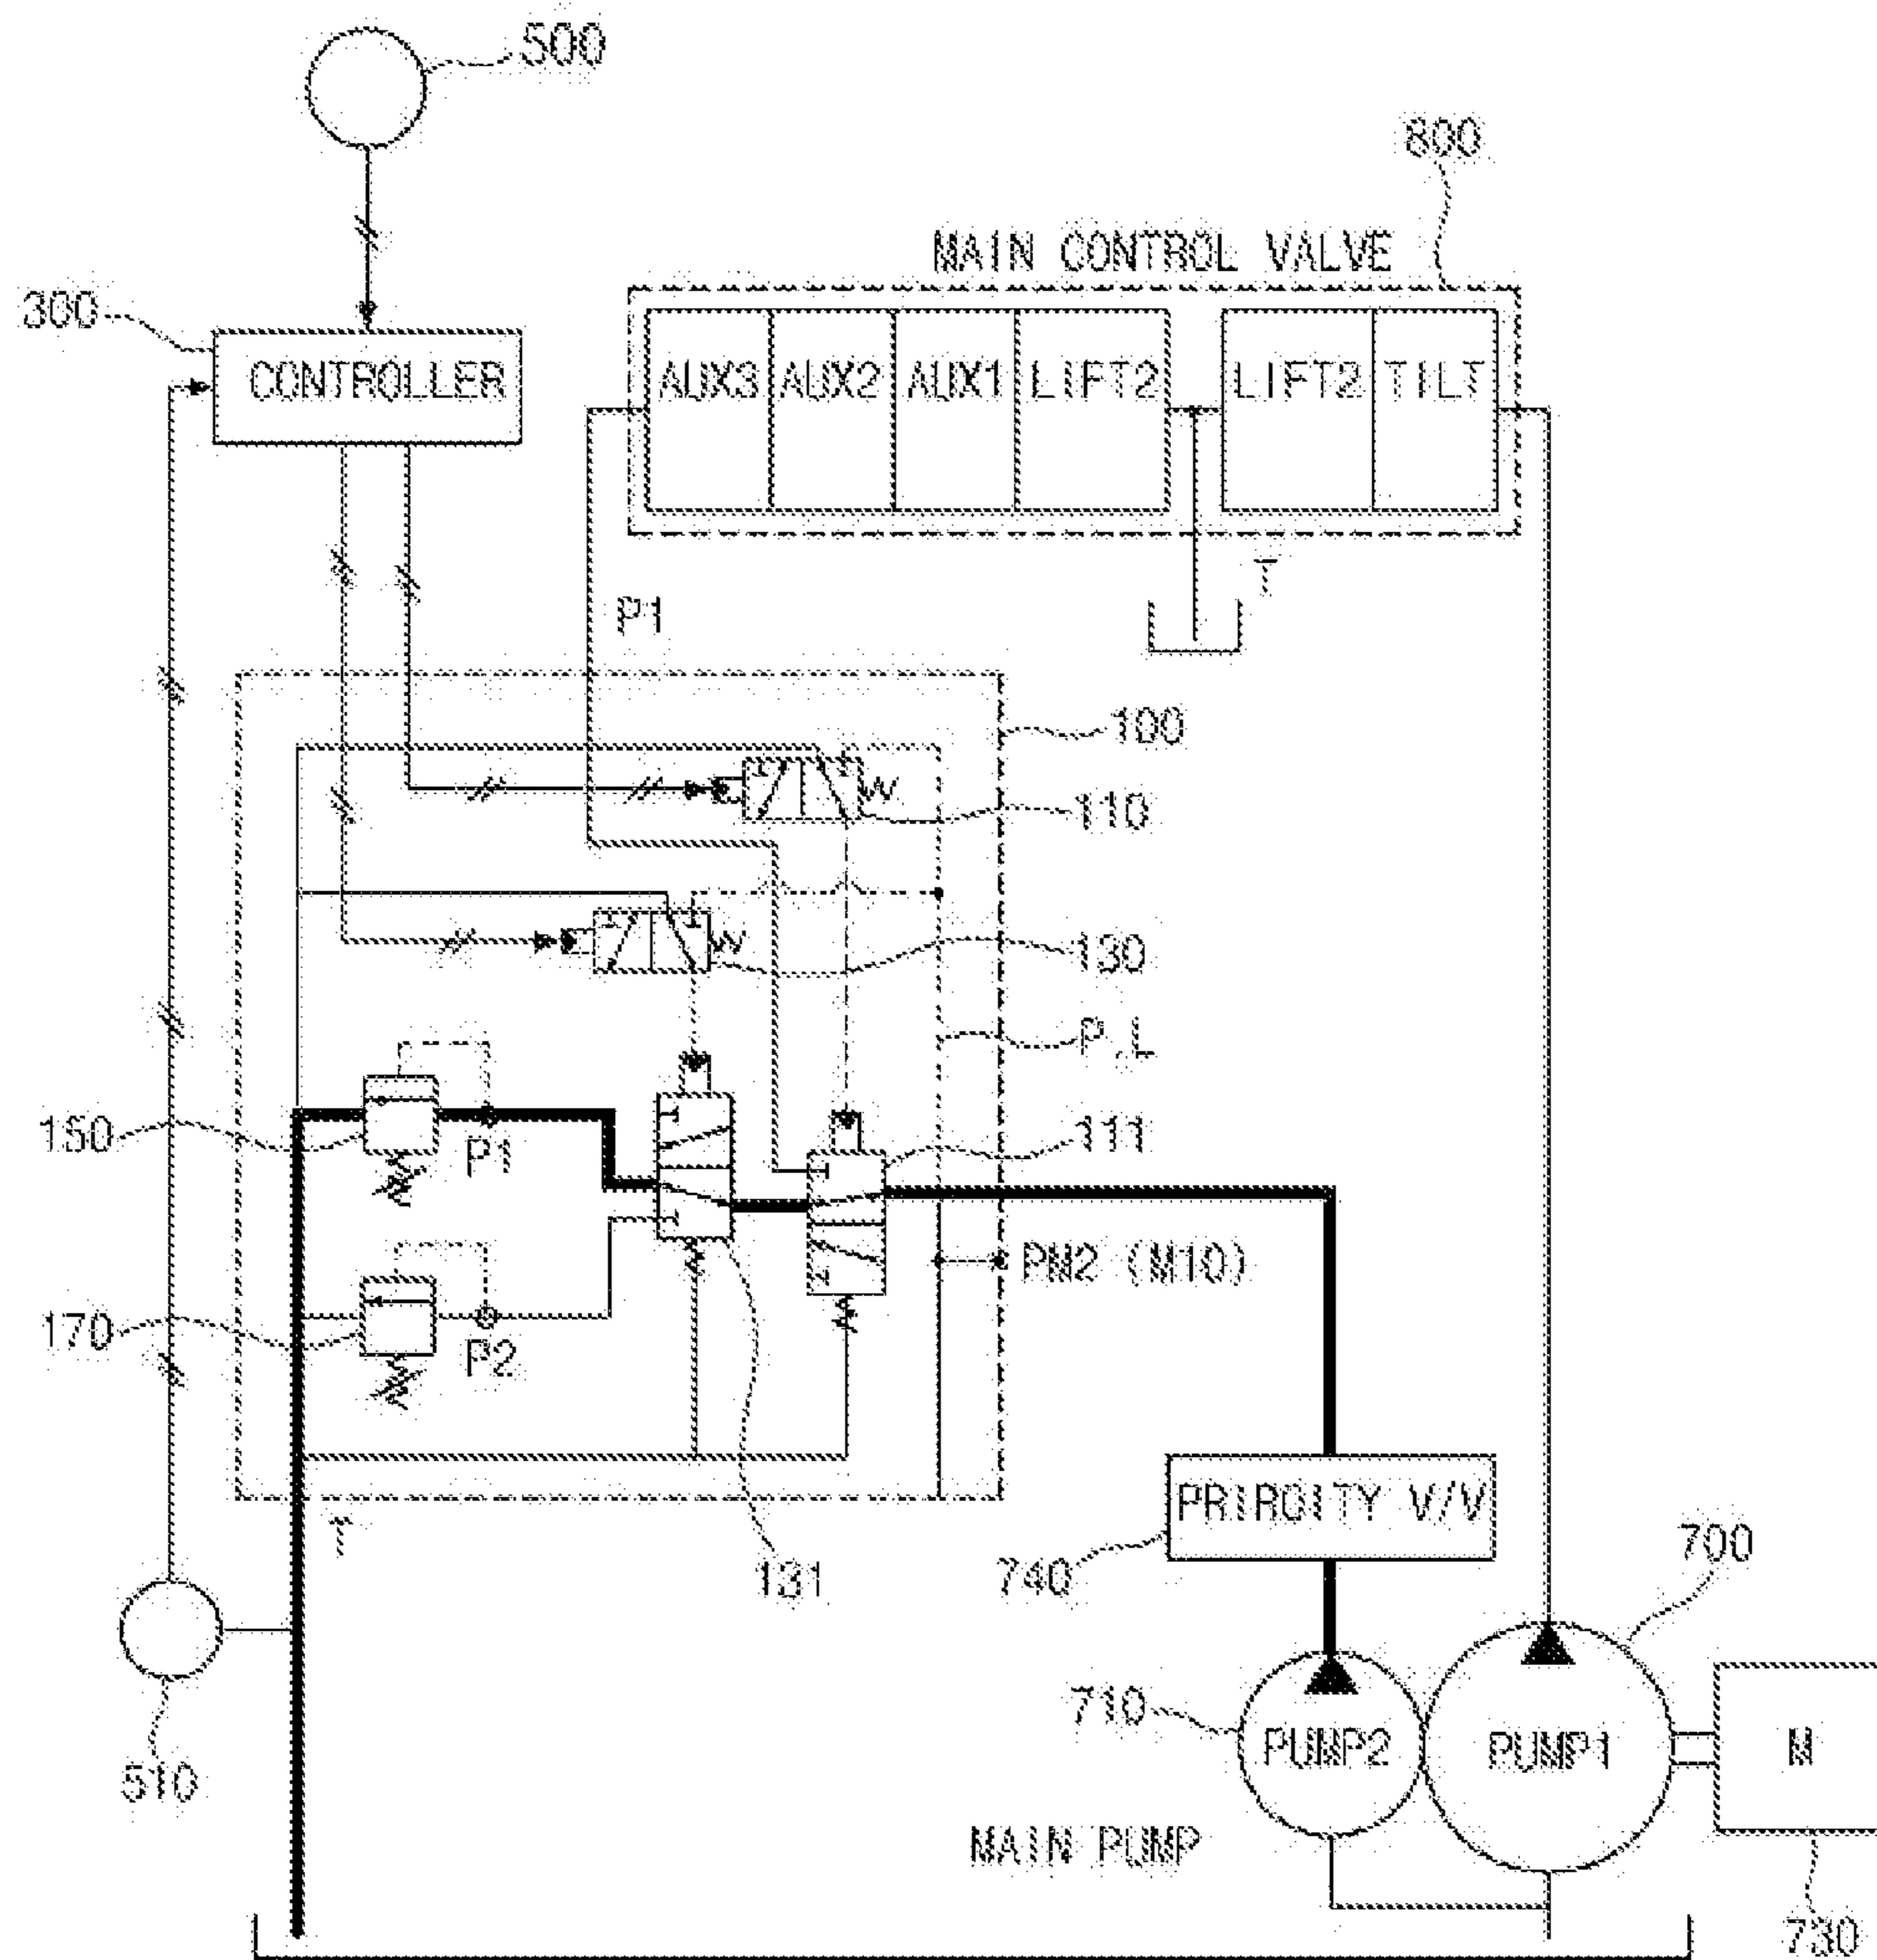 500
800
MAIN CONTROL VALVE
300
CONTROLLER
AUX3 AUX2 AUX1 LIFT2 LIFT2 TILT
T
P1
100
110
130
P.L
150
P1
111
PM2 (M10)
170
P2
PRIROITY V/V
T
131
740
700
710
PUMP2
PUMP1
M
510
MAIN PUMP
730